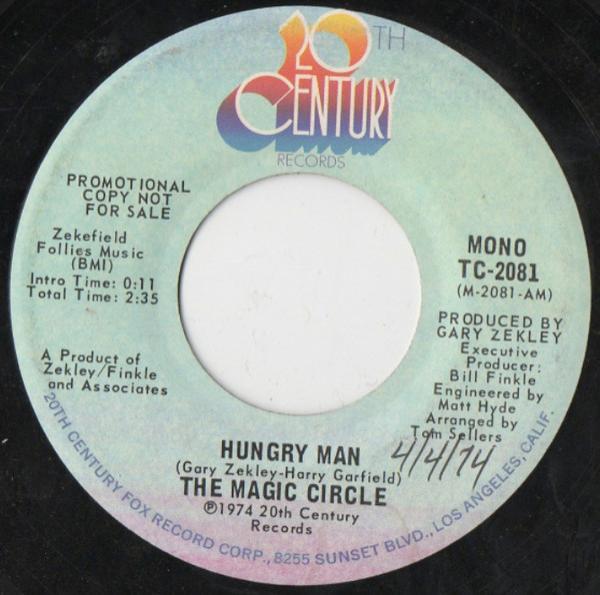 20TH
CENTURY
RECORDS
PROMOTIONAL
COPY NOT
FOR SALE
Zekefield
Follies Music
(BMI)
Intro Time: 0:11
Total Time: 2:35
A Product of
Zekley/Finkle
and Associates
MONO
TC-2081
(M-2081-AM)
PRODUCED BY
GARY ZEKLEY
Executive
Producer:
Bill Finkle
Engineered by
Matt Hyde
Arranged by
Tom Sellers
4/4/74
HUNGRY MAN
(Gary Zekley-Harry Garfield)
THE MAGIC CIRCLE
℗1974 20th Century
Records
20TH CENTURY FOX RECORD CORP., 8255 SUNSET BLVD., LOS ANGELES, CALIF.